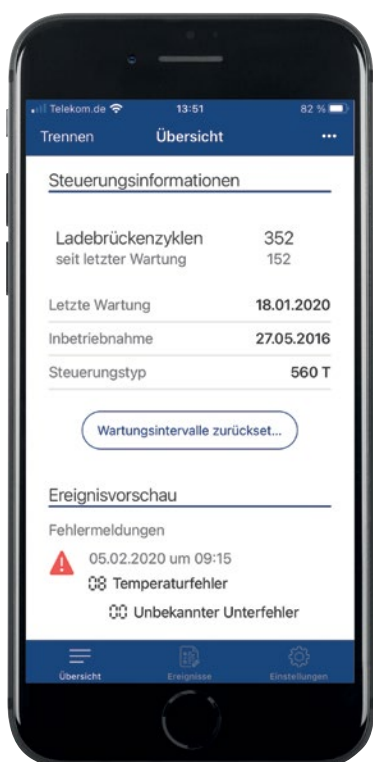 Telekom.de 13:51 82 %
Trennen Übersicht •••
Steuerungsinformationen
Ladebrückenzyklen 352
seit letzter Wartung 152
Letzte Wartung 18.01.2020
Inbetriebnahme 27.05.2016
Steuerungstyp 560 T
Wartungsintervalle zurückset...
Ereignisvorschau
Fehlermeldungen
05.02.2020 um 09:15
08 Temperaturfehler
00 Unbekannter Unterfehler
Übersicht Ereignisse Einstellungen